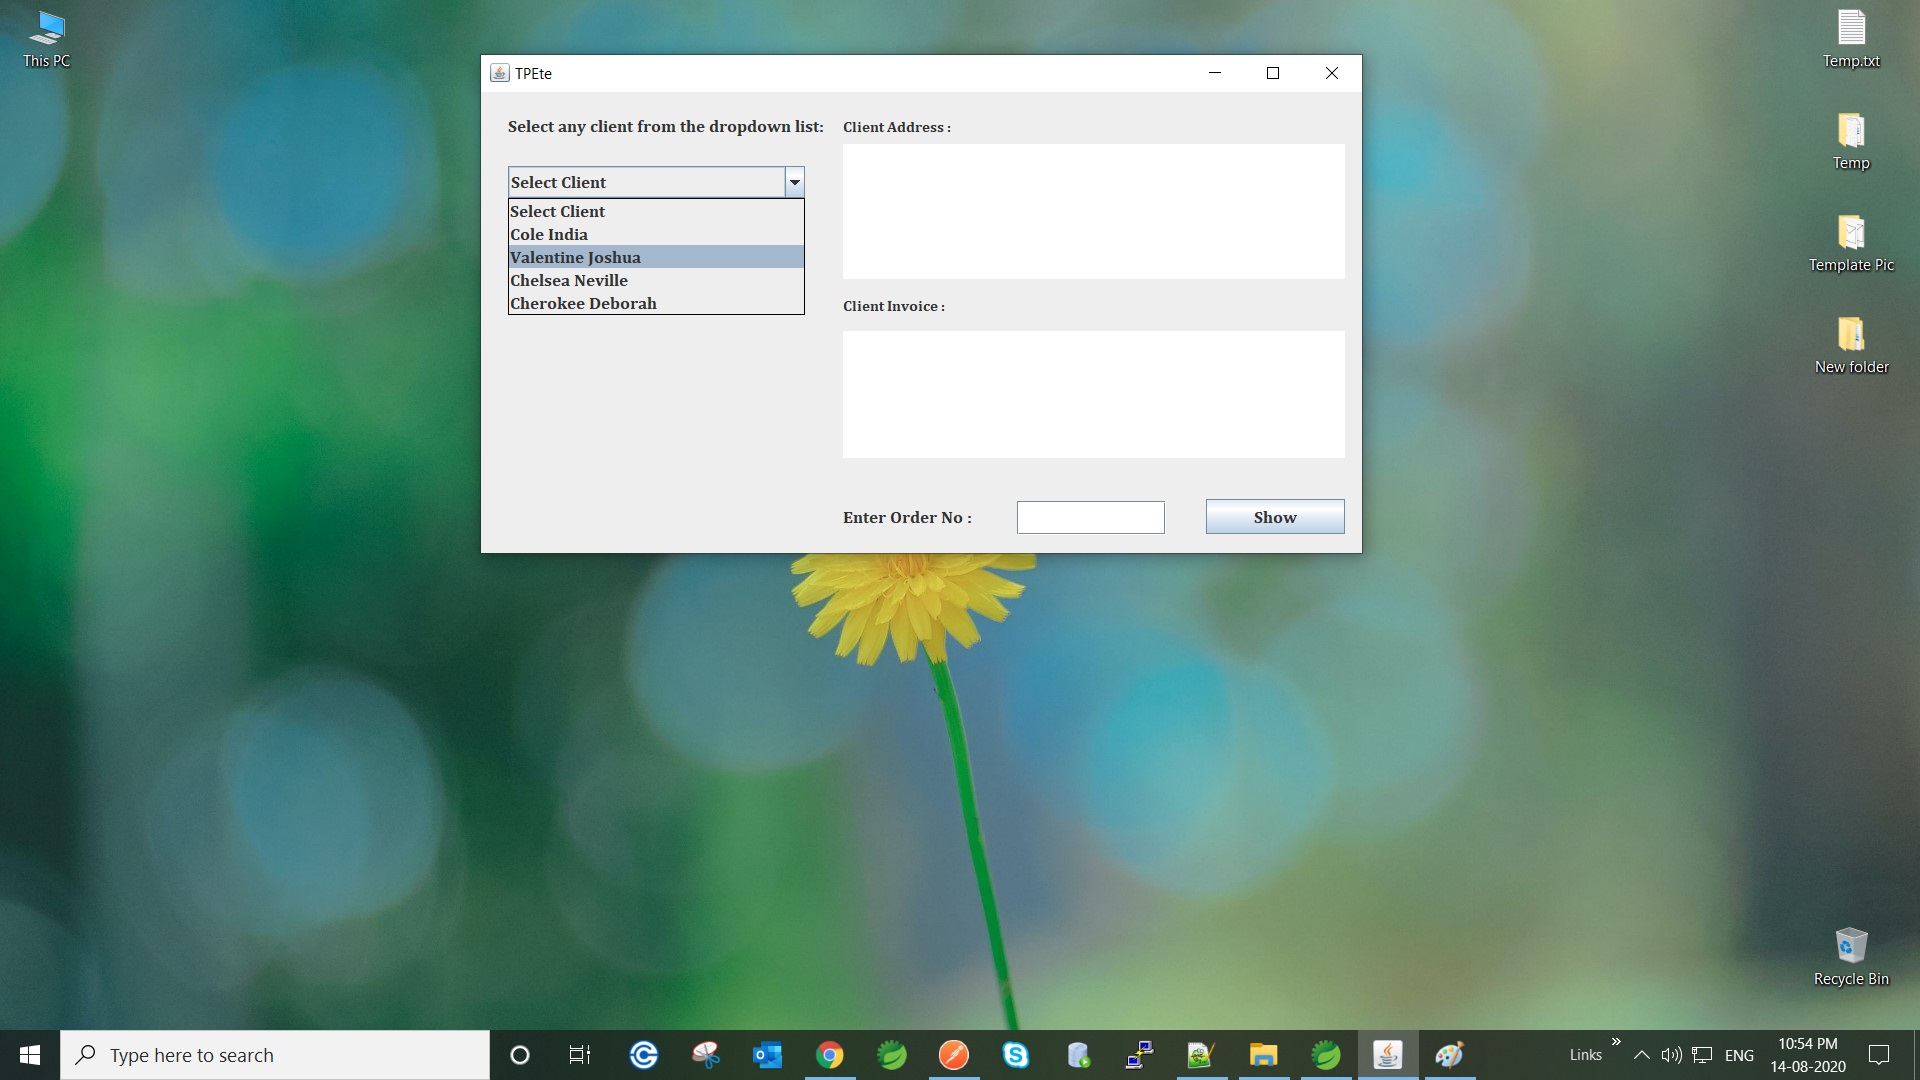 This PC
TPEte
Select any client from the dropdown list:
Select Client
Select Client
Cole India
Valentine Joshua
Chelsea Neville
Cherokee Deborah
Client Address :
Client Invoice :
Enter Order No :
Show
Temp.txt
Temp
Template Pic
New folder
Recycle Bin
Type here to search
Links
ENG
10:54 PM
14-08-2020